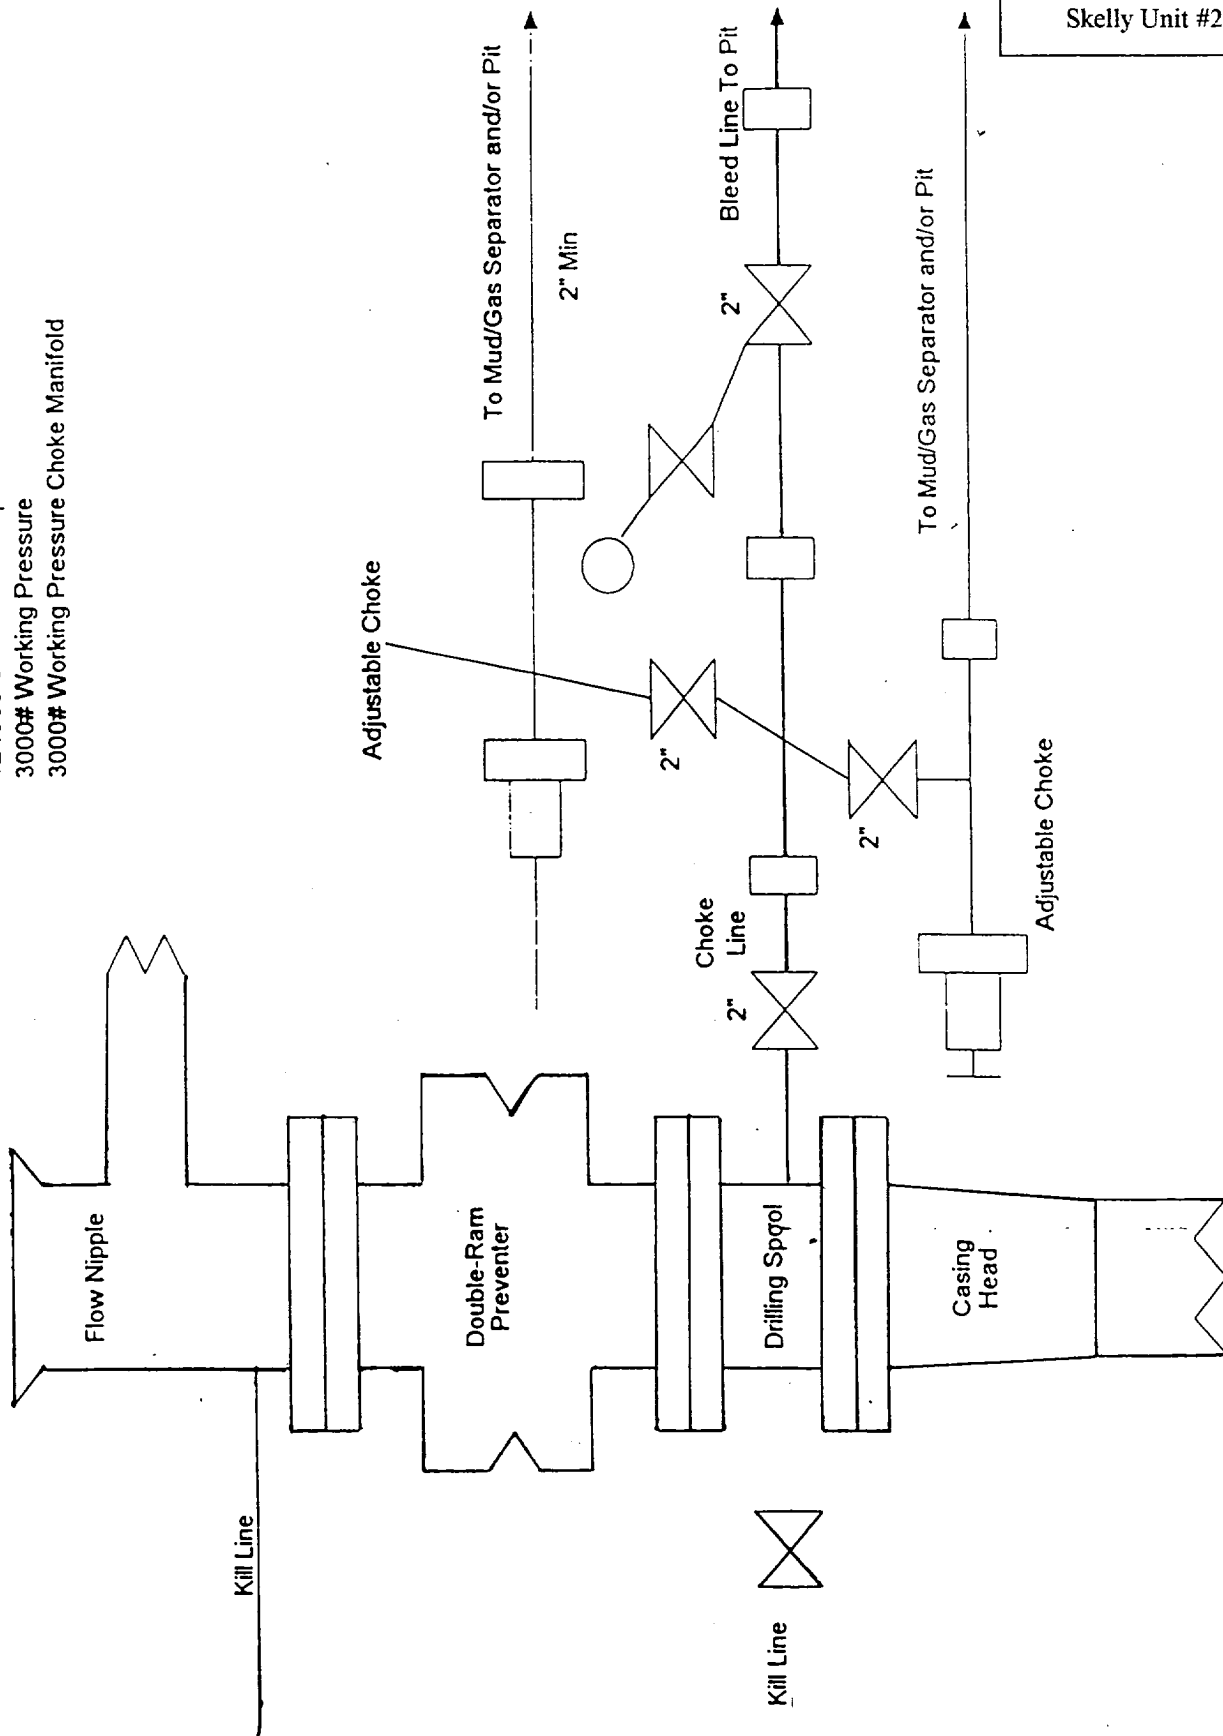 3000# Working Pressure
3000# Working Pressure Choke Manifold
Skelly Unit #2
Flow Nipple
Kill Line
Adjustable Choke
To Mud/Gas Separator and/or Pit
2" Min
Double-Ram
Preventer
2"
2"
Bleed Line To Pit
Choke
Line
2"
Drilling Spool
Kill Line
2"
To Mud/Gas Separator and/or Pit
Adjustable Choke
Casing
Head